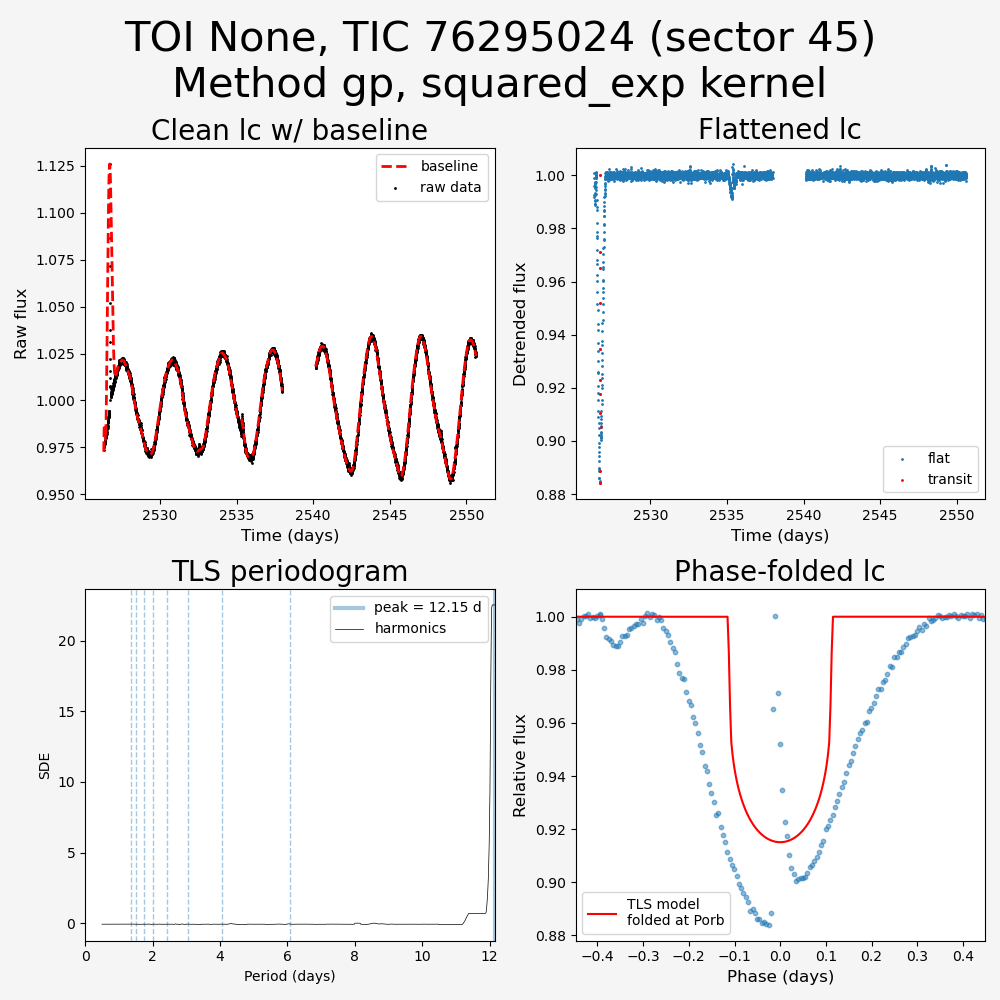 TOI None, TIC 76295024 (sector 45)
Method gp, squared_exp kernel
Clean lc w/ baseline
Raw flux
1.125
1.100
1.075
1.050
1.025
1.000
0.975
0.950
baseline
raw data
2530 2535 2540 2545 2550
Time (days)
Flattened lc
Detrended flux
1.00
0.98
0.96
0.94
0.92
0.90
0.88
flat
transit
2530 2535 2540 2545 2550
Time (days)
TLS periodogram
SDE
20
15
10
5
0
peak = 12.15 d
harmonics
0 2 4 6 8 10 12
Period (days)
Phase-folded lc
Relative flux
1.00
0.98
0.96
0.94
0.92
0.90
0.88
TLS model
folded at Porb
−0.4 −0.3 −0.2 −0.1 0.0 0.1 0.2 0.3 0.4
Phase (days)